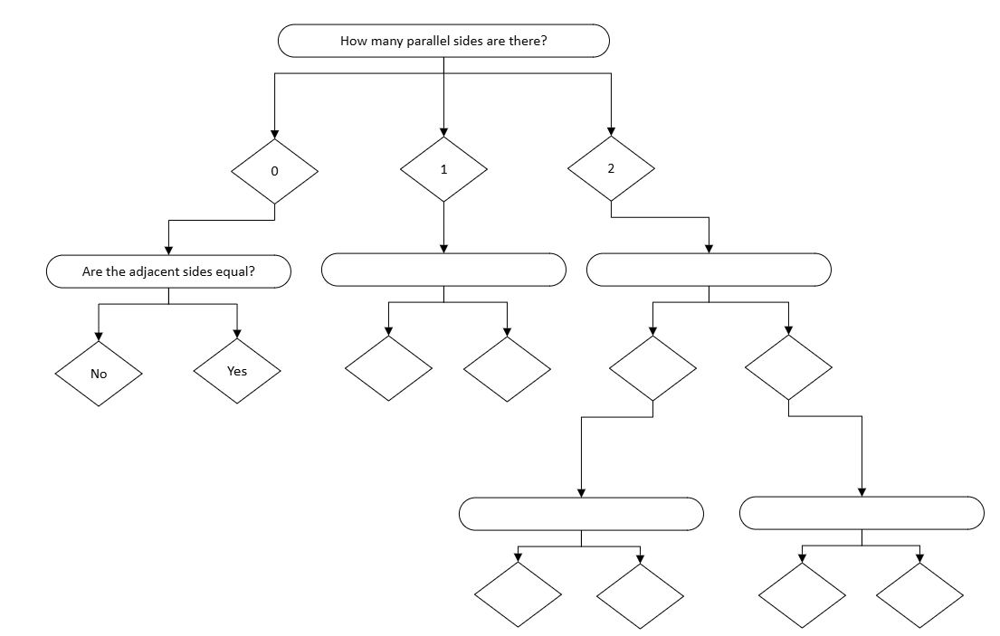 How many parallel sides are there?
0
1
2
Are the adjacent sides equal?
No
Yes